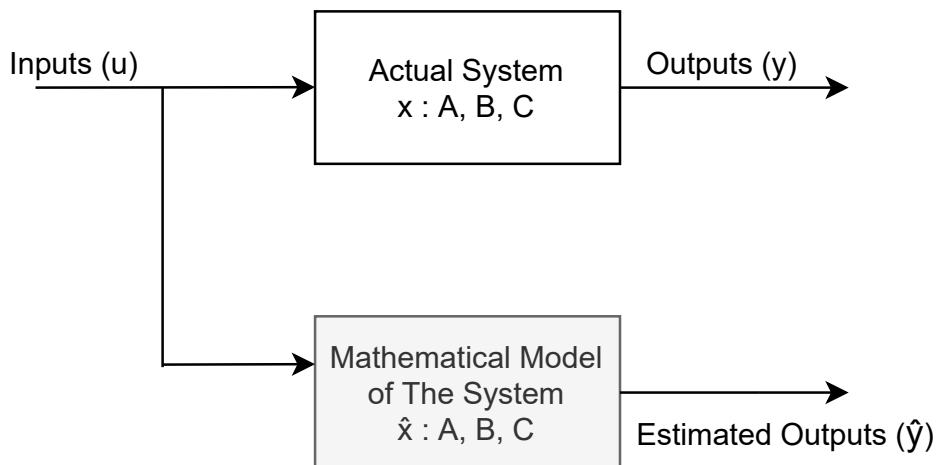 Inputs (u)
Actual System
x : A, B, C
Outputs (y)
Mathematical Model
of The System
x̂ : A, B, C
Estimated Outputs (ŷ)